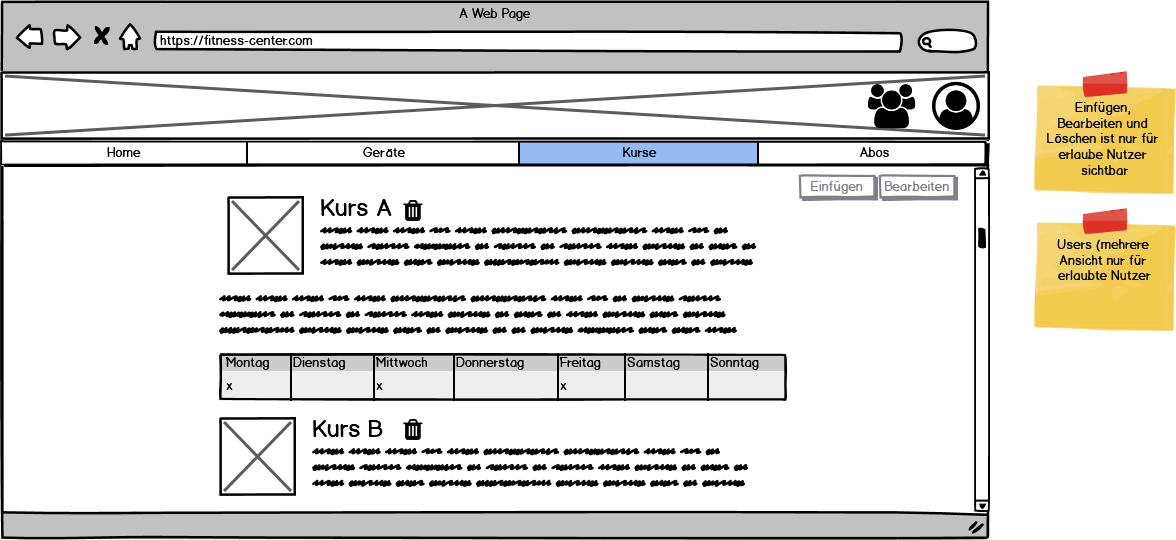 A Web Page
https://fitness-center.com
Home Geräte Kurse Abos
Einfügen Bearbeiten
Kurs A
Montag Dienstag Mittwoch Donnerstag Freitag Samstag Sonntag
x x x
Kurs B
Einfügen,
Bearbeiten und
Löschen ist nur für
erlaube Nutzer
sichtbar
Users (mehrere
Ansicht nur für
erlaubte Nutzer